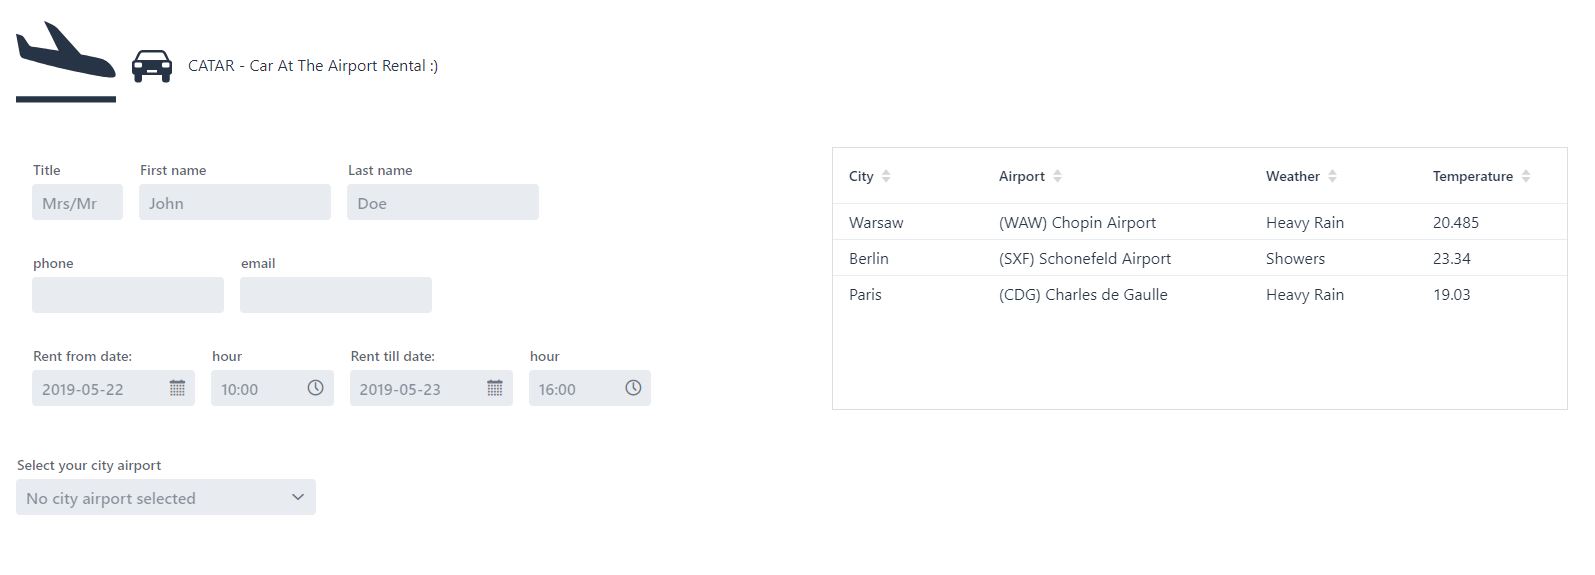 CATAR - Car At The Airport Rental :)
Title First name Last name
Mrs/Mr John Doe
phone email
Rent from date: hour Rent till date: hour
2019-05-22 10:00 2019-05-23 16:00
Select your city airport
No city airport selected
City Airport Weather Temperature
Warsaw (WAW) Chopin Airport Heavy Rain 20.485
Berlin (SXF) Schonefeld Airport Showers 23.34
Paris (CDG) Charles de Gaulle Heavy Rain 19.03